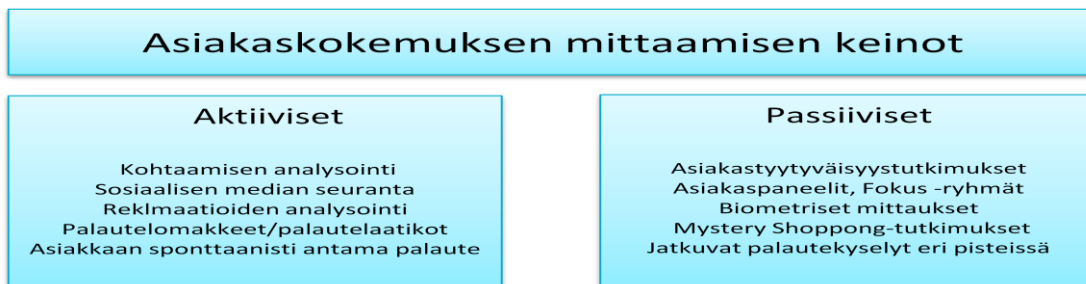 Asiakaskokemuksen mittaamisen keinot
Aktiiviset
Kohtaamisen analysointi
Sosiaalisen median seuranta
Reklmaatioiden analysointi
Palautelomakkeet/palautelaatikot
Asiakkaan sponttaanisti antama palaute
Passiiviset
Asiakastyytyväisyystutkimukset
Asiakaspaneelit, Fokus -ryhmät
Biometriset mittaukset
Mystery Shoppong-tutkimukset
Jatkuvat palautekyselyt eri pisteissä